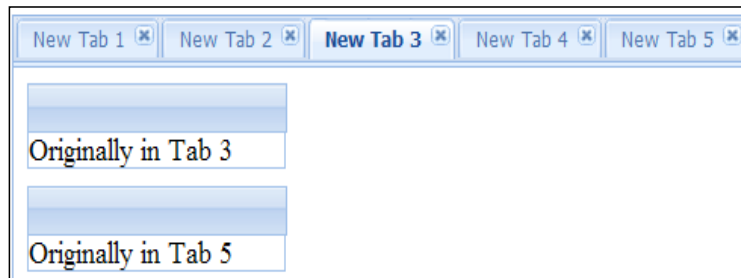 New Tab 1 New Tab 2 New Tab 3 New Tab 4 New Tab 5
Originally in Tab 3
Originally in Tab 5